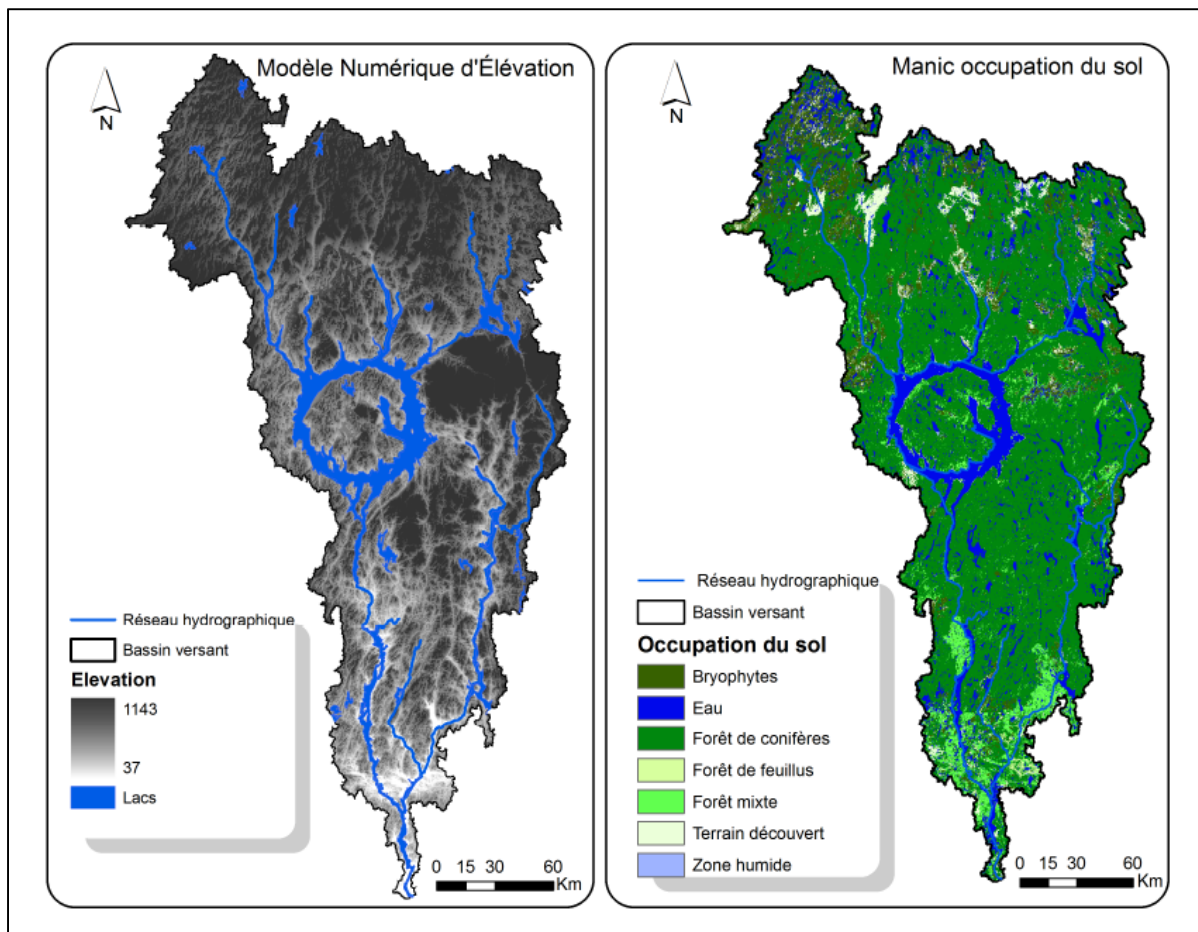 Modèle Numérique d'Élévation
N
Réseau hydrographique
Bassin versant
Elevation
1143
37
Lacs
0 15 30 60
Km
Manic occupation du sol
N
Réseau hydrographique
Bassin versant
Occupation du sol
Bryophytes
Eau
Forêt de conifères
Forêt de feuillus
Forêt mixte
Terrain découvert
Zone humide
0 15 30 60
Km